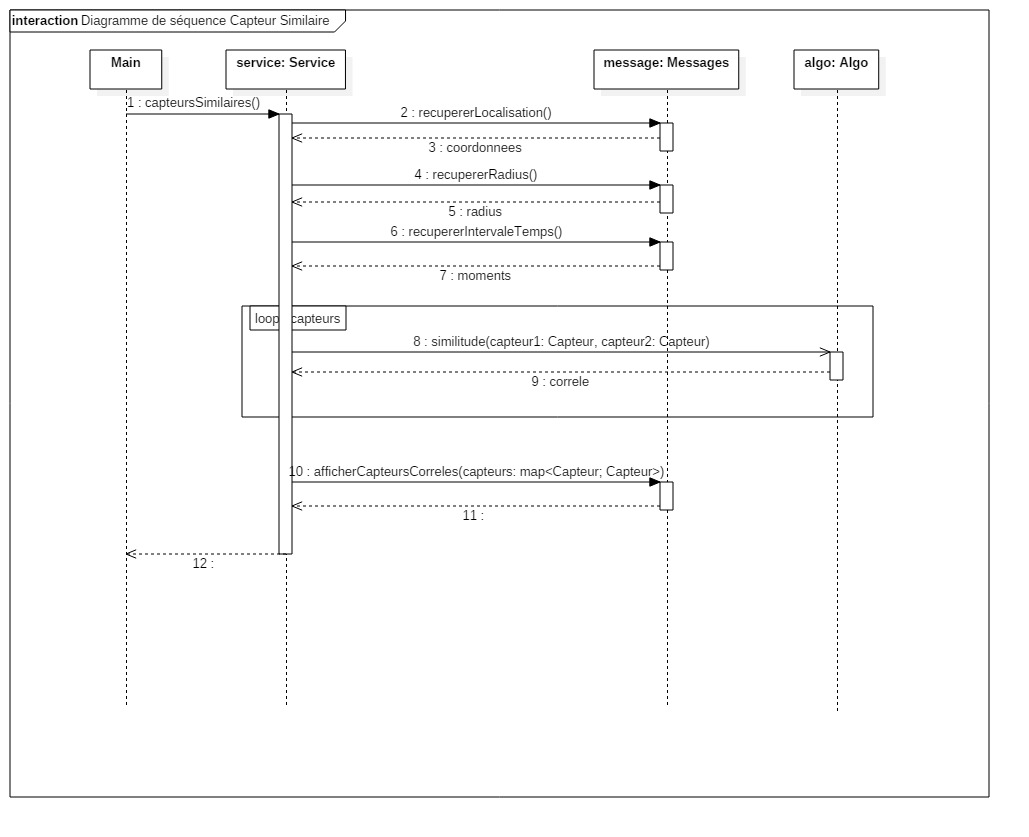 interaction Diagramme de séquence Capteur Similaire
Main
service: Service
message: Messages
algo: Algo
1 : capteursSimilaires()
2 : recupererLocalisation()
3 : coordonnees
4 : recupererRadius()
5 : radius
6 : recupererIntervaleTemps()
7 : moments
loop capteurs
8 : similitude(capteur1: Capteur, capteur2: Capteur)
9 : correle
10 : afficherCapteursCorreles(capteurs: map<Capteur; Capteur>)
11 :
12 :